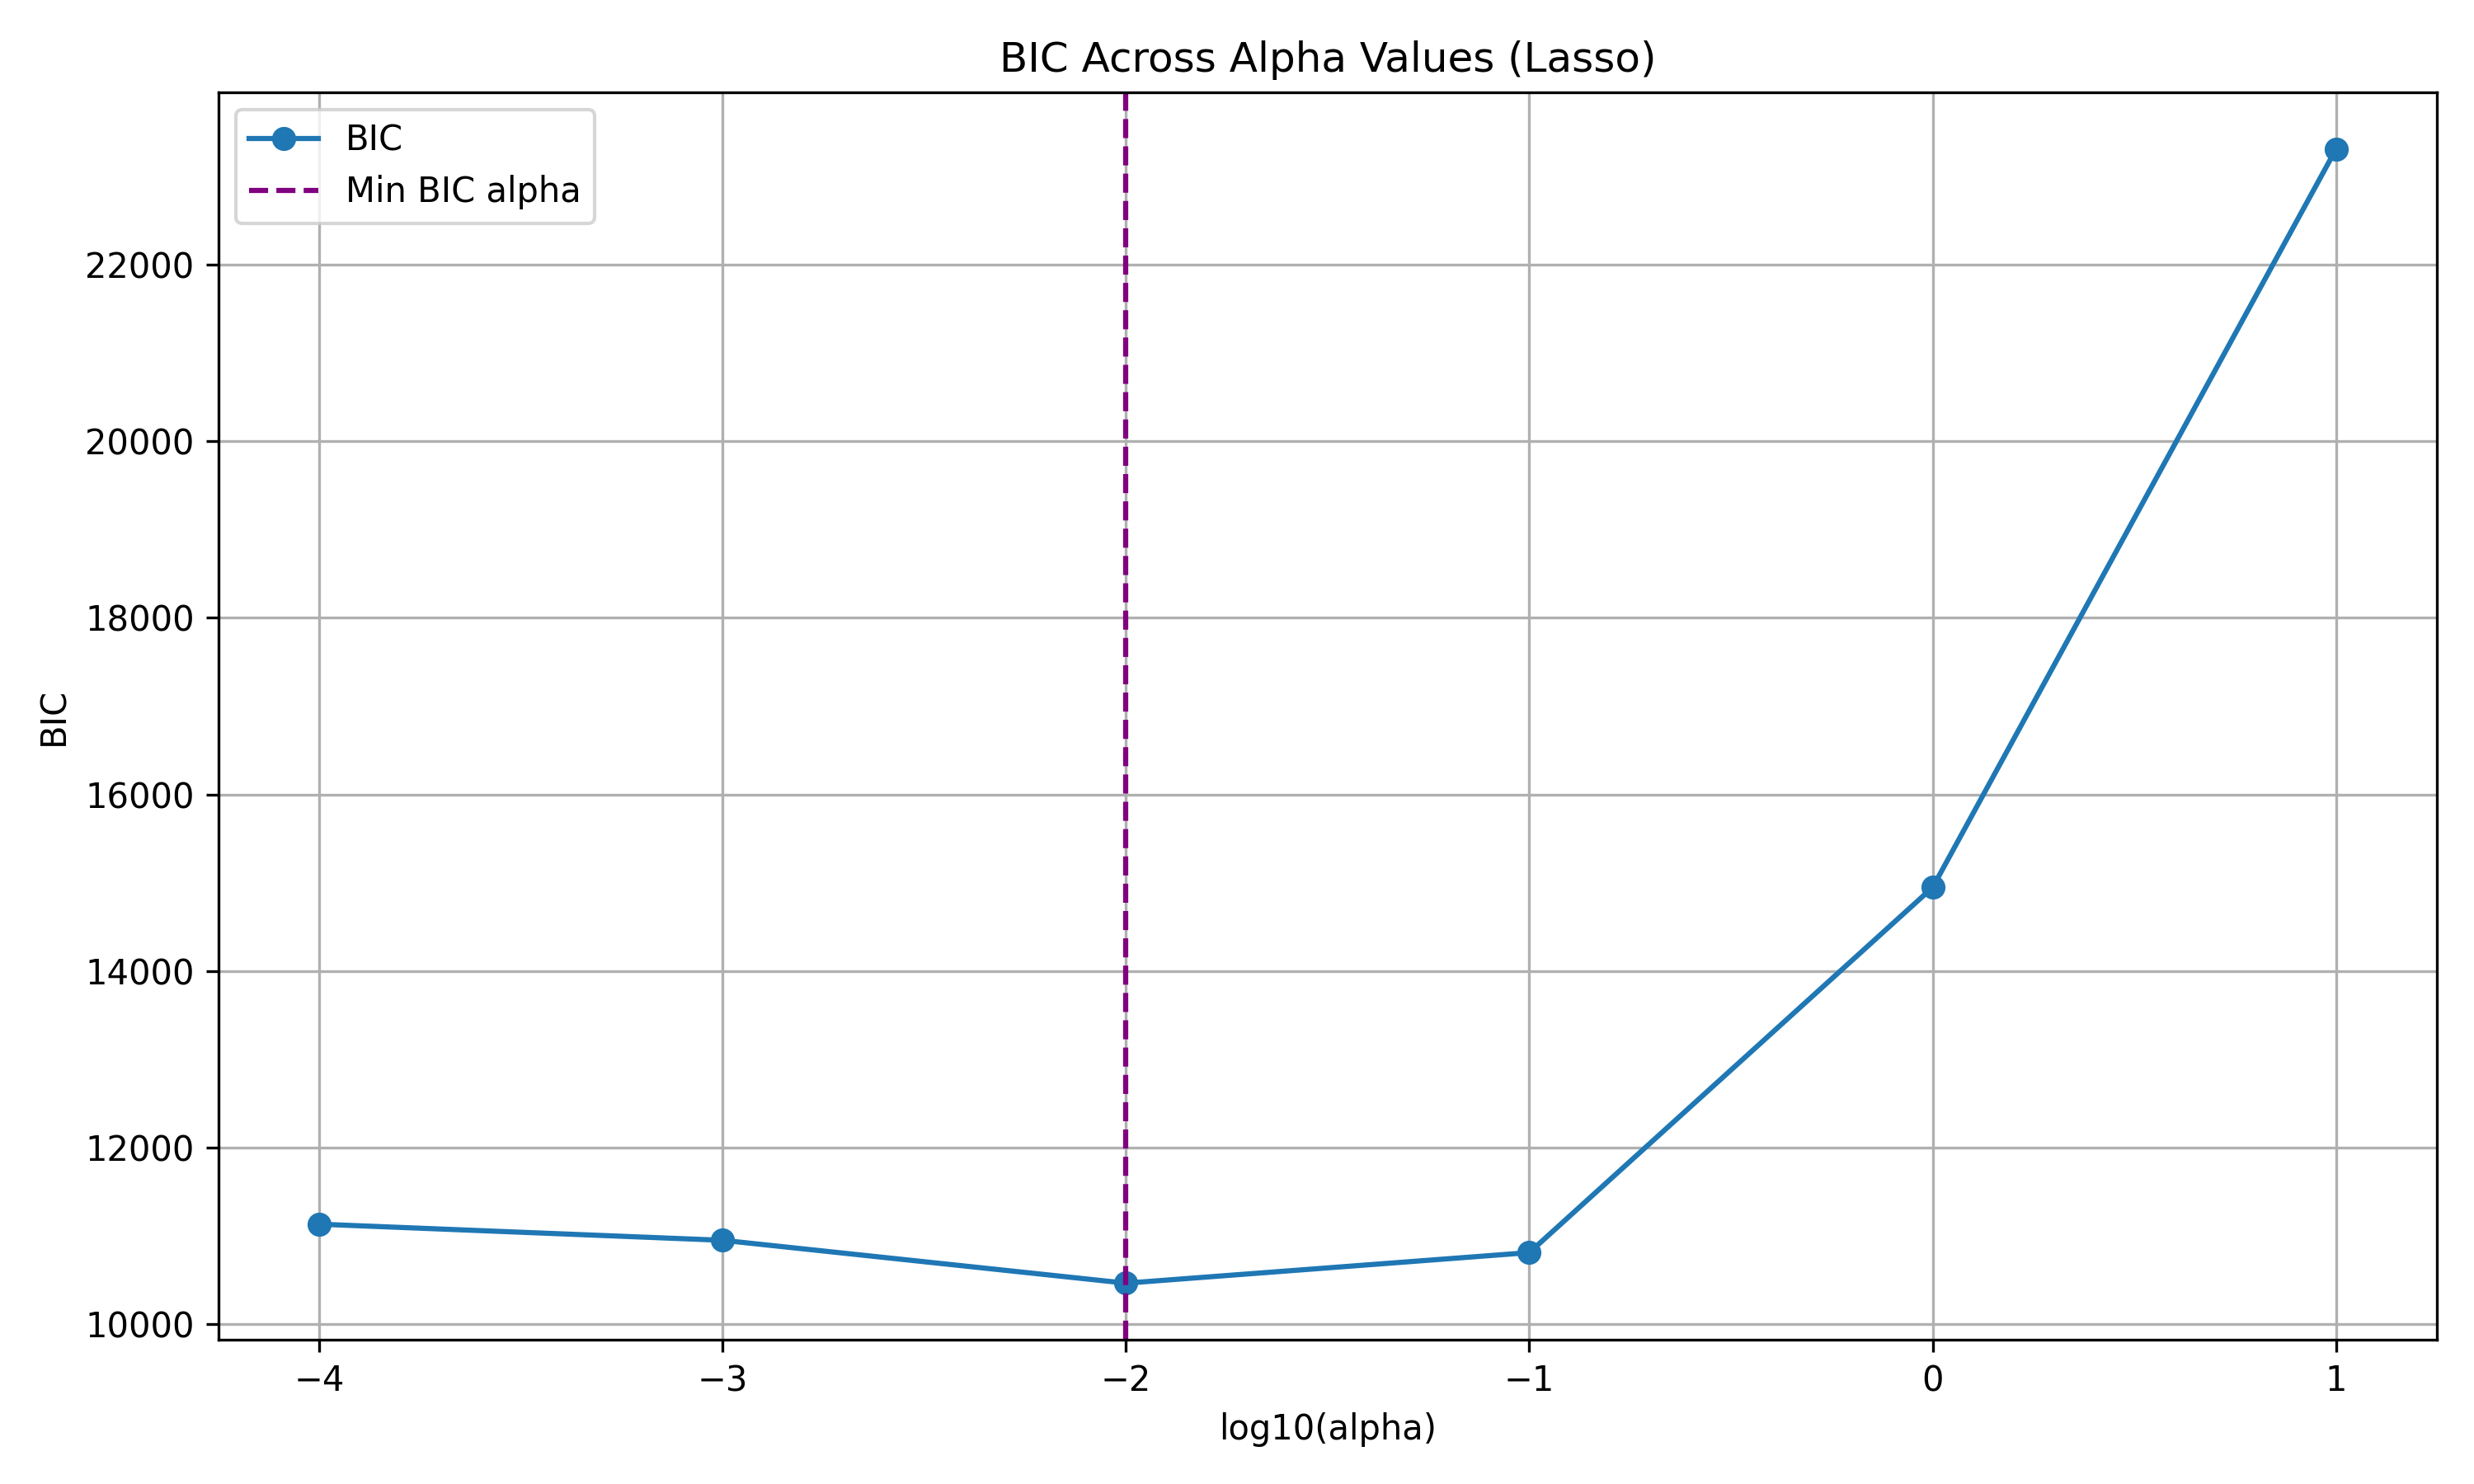 BIC Across Alpha Values (Lasso)
BIC
Min BIC alpha
22000
20000
18000
16000
14000
12000
10000
BIC
−4 −3 −2 −1 0 1
log10(alpha)